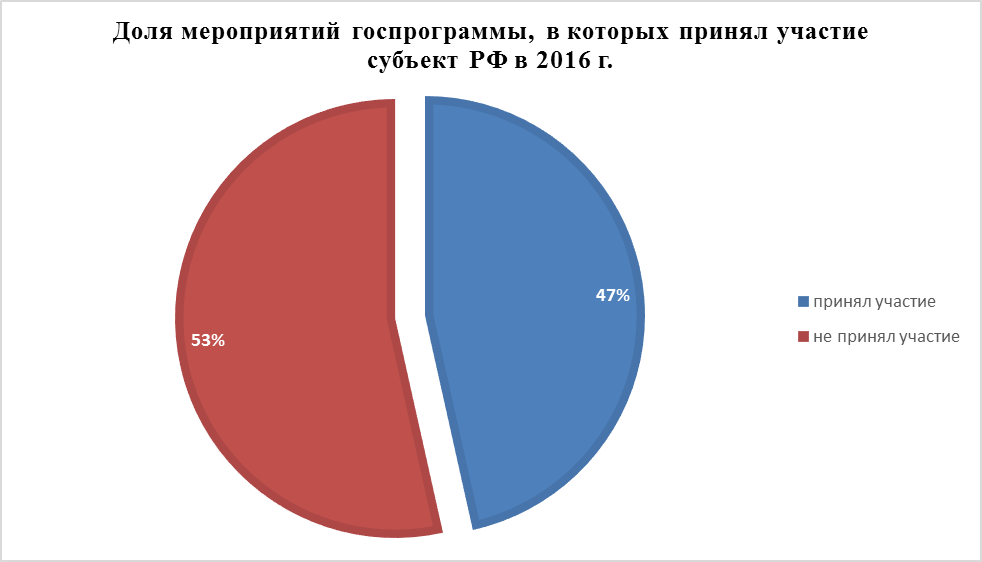 Доля мероприятий госпрограммы, в которых принял участие
субъект РФ в 2016 г.
47%
53%
принял участие
не принял участие